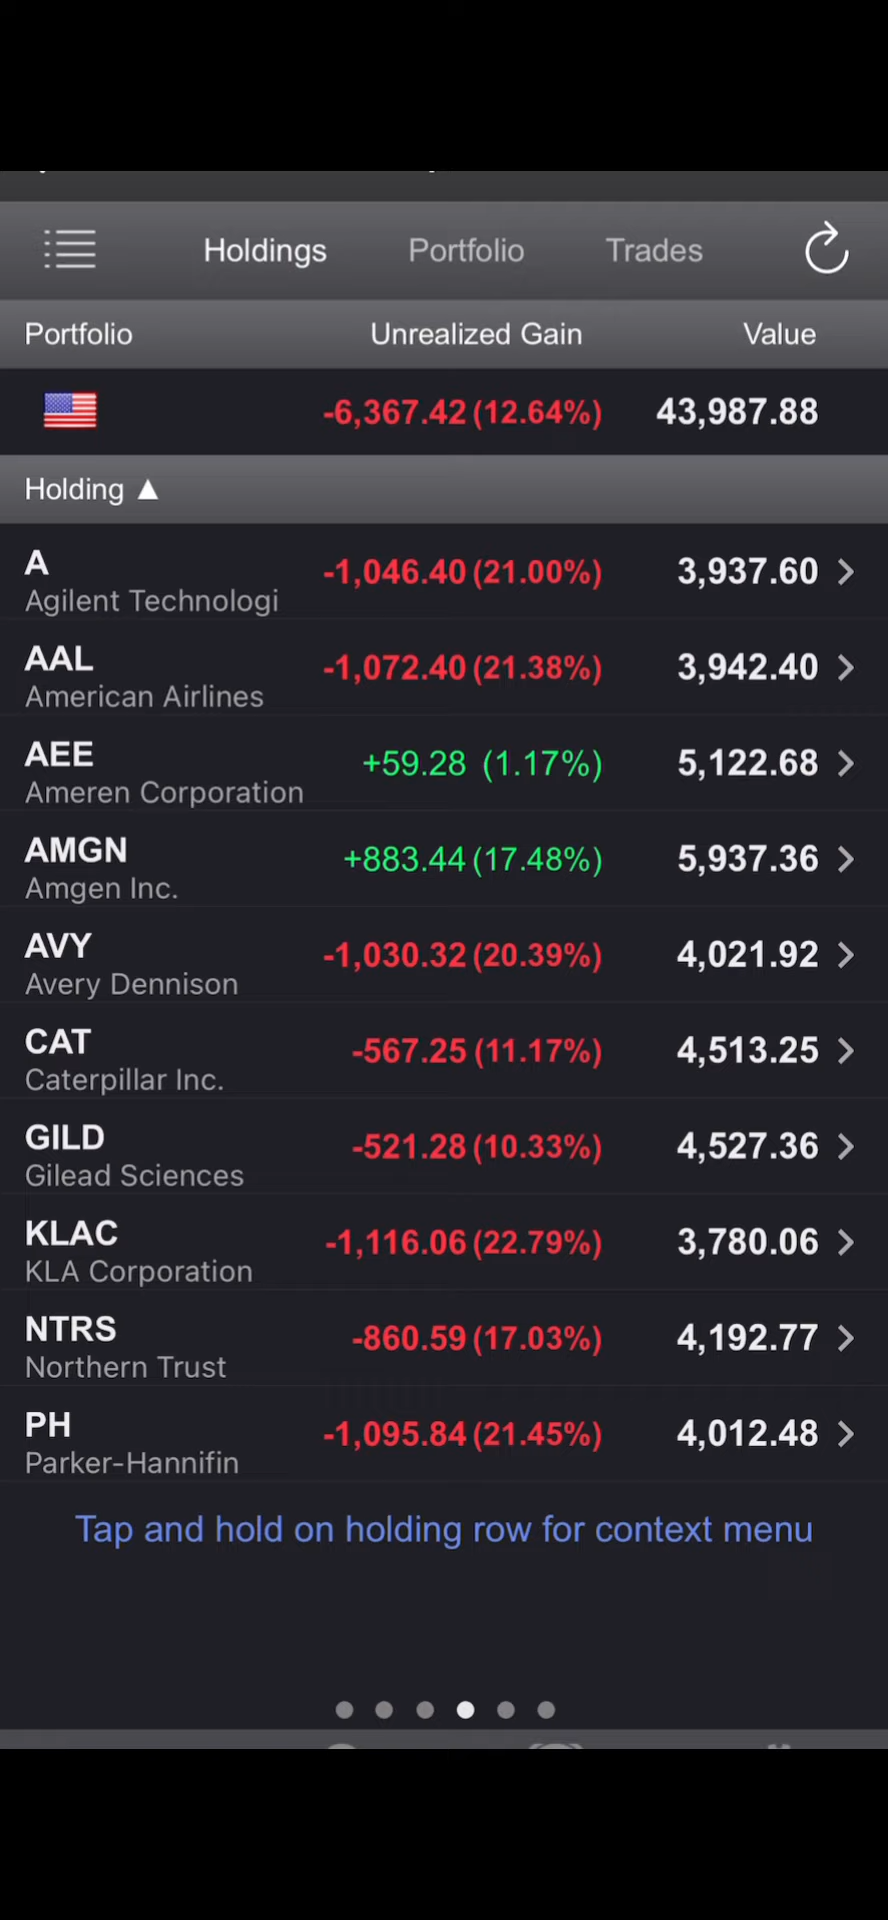 Holdings Portfolio Trades
Portfolio Unrealized Gain Value
-6,367.42 (12.64%) 43,987.88
Holding ▲
A
Agilent Technologi
-1,046.40 (21.00%) 3,937.60
AAL
American Airlines
-1,072.40 (21.38%) 3,942.40
AEE
Ameren Corporation
+59.28 (1.17%) 5,122.68
AMGN
Amgen Inc.
+883.44 (17.48%) 5,937.36
AVY
Avery Dennison
-1,030.32 (20.39%) 4,021.92
CAT
Caterpillar Inc.
-567.25 (11.17%) 4,513.25
GILD
Gilead Sciences
-521.28 (10.33%) 4,527.36
KLAC
KLA Corporation
-1,116.06 (22.79%) 3,780.06
NTRS
Northern Trust
-860.59 (17.03%) 4,192.77
PH
Parker-Hannifin
-1,095.84 (21.45%) 4,012.48
Tap and hold on holding row for context menu